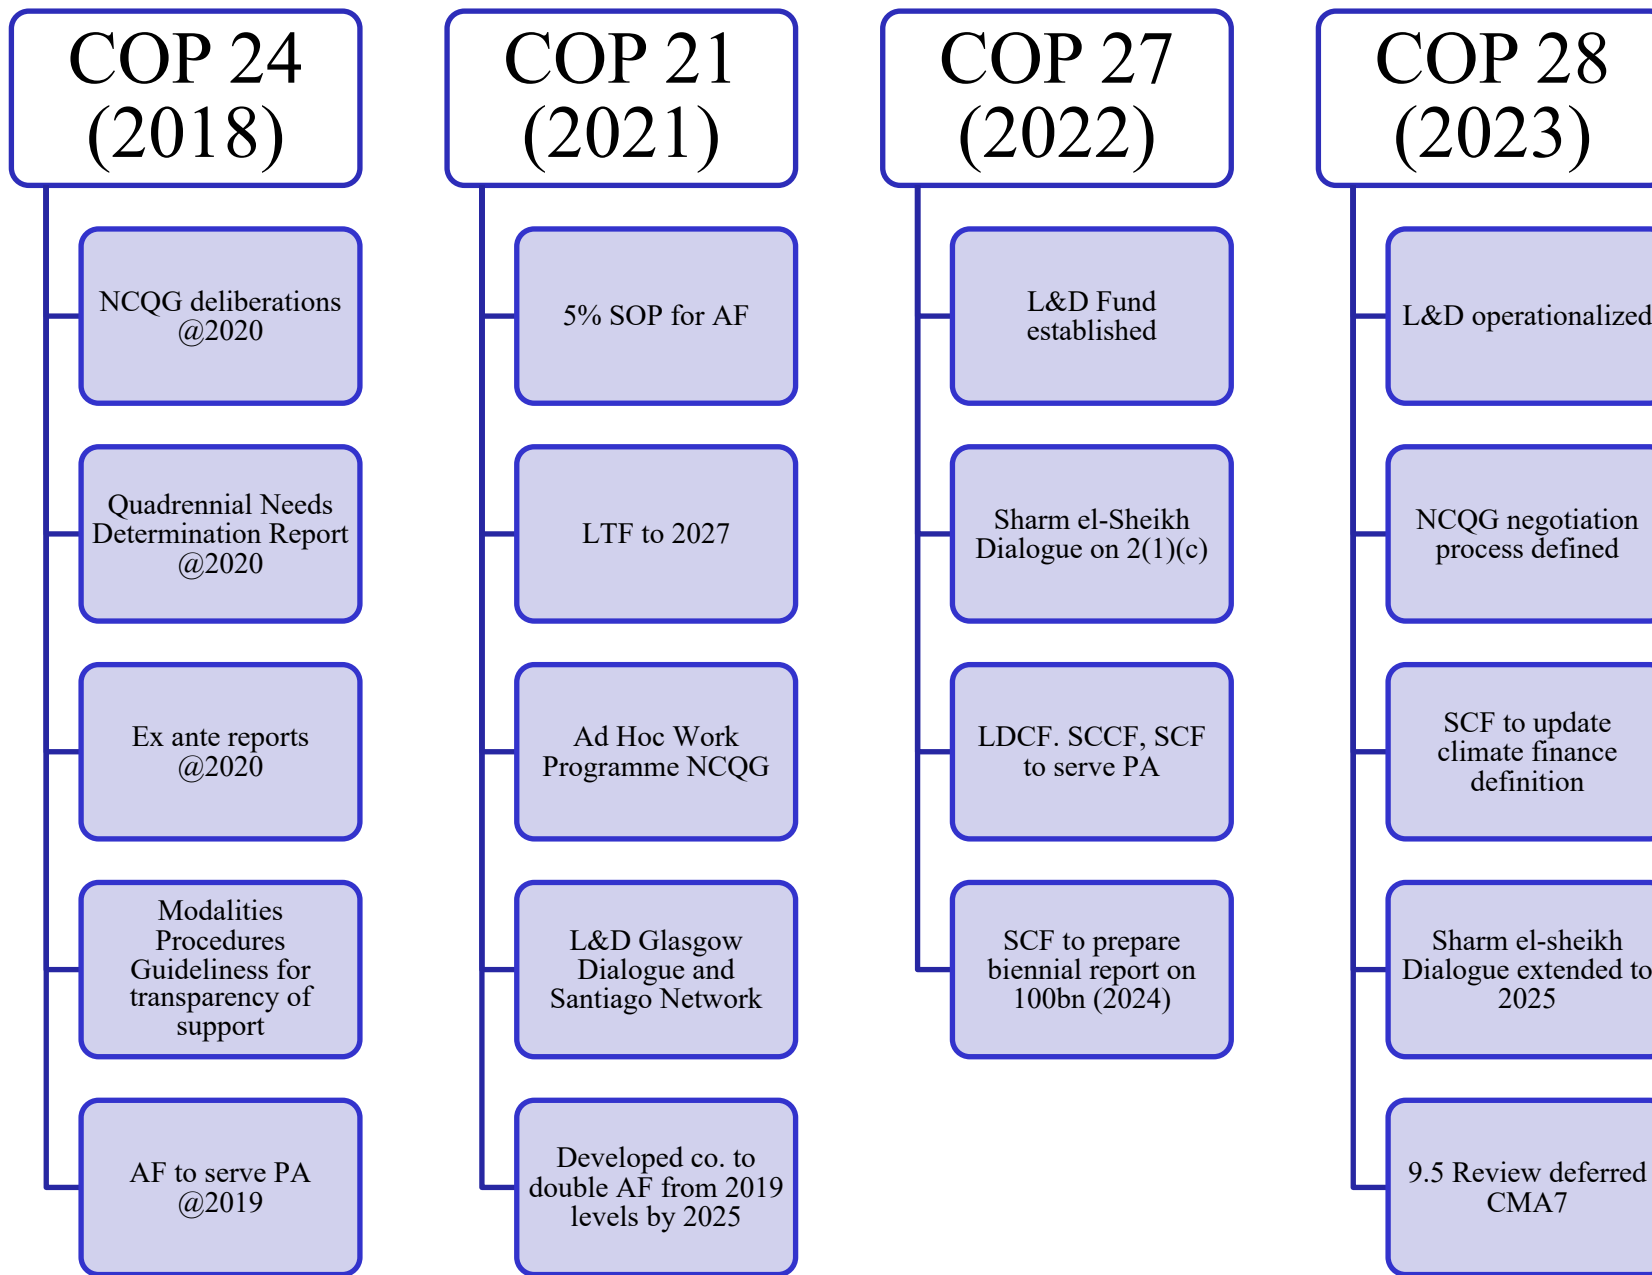 COP 24
(2018)
NCQG deliberations
@2020
Quadrennial Needs
Determination Report
@2020
Ex ante reports
@2020
Modalities
Procedures
Guideliness for
transparency of
support
AF to serve PA
@2019
COP 21
(2021)
5% SOP for AF
LTF to 2027
Ad Hoc Work
Programme NCQG
L&D Glasgow
Dialogue and
Santiago Network
Developed co. to
double AF from 2019
levels by 2025
COP 27
(2022)
L&D Fund
established
Sharm el-Sheikh
Dialogue on 2(1)(c)
LDCF. SCCF, SCF
to serve PA
SCF to prepare
biennial report on
100bn (2024)
COP 28
(2023)
L&D operationalized
NCQG negotiation
process defined
SCF to update
climate finance
definition
Sharm el-sheikh
Dialogue extended to
2025
9.5 Review deferred
CMA7